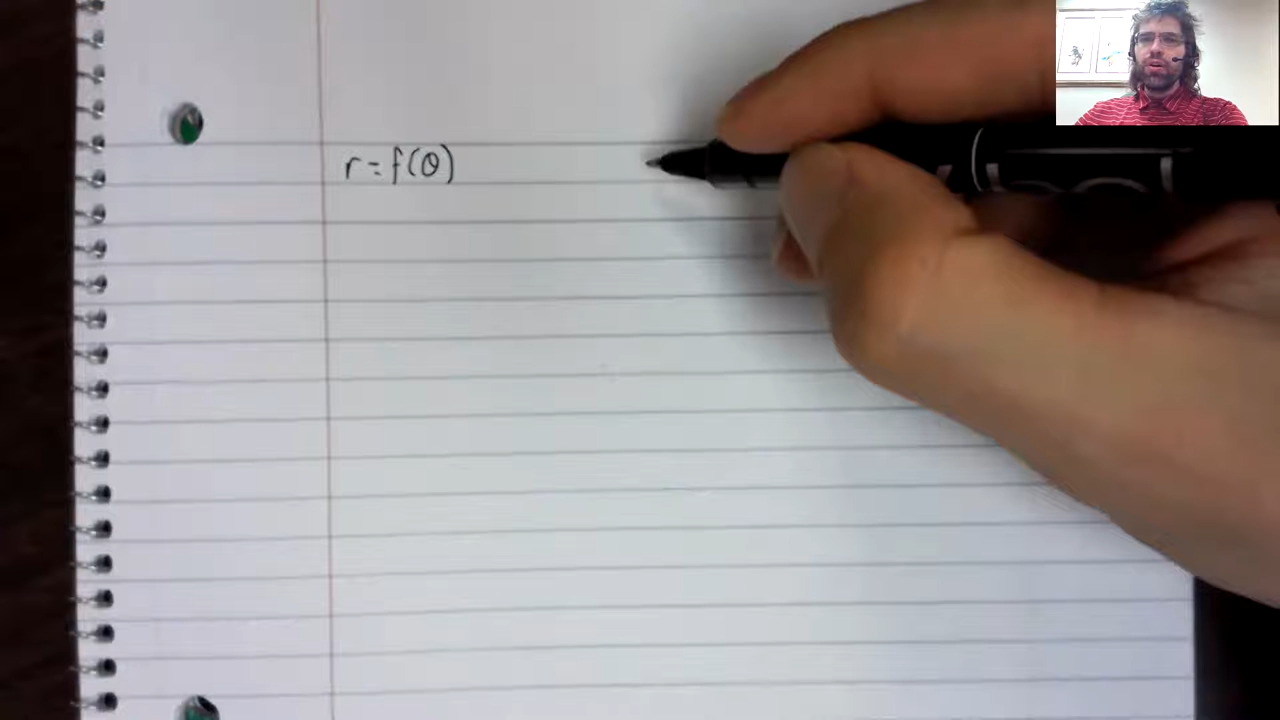 r = f(θ)